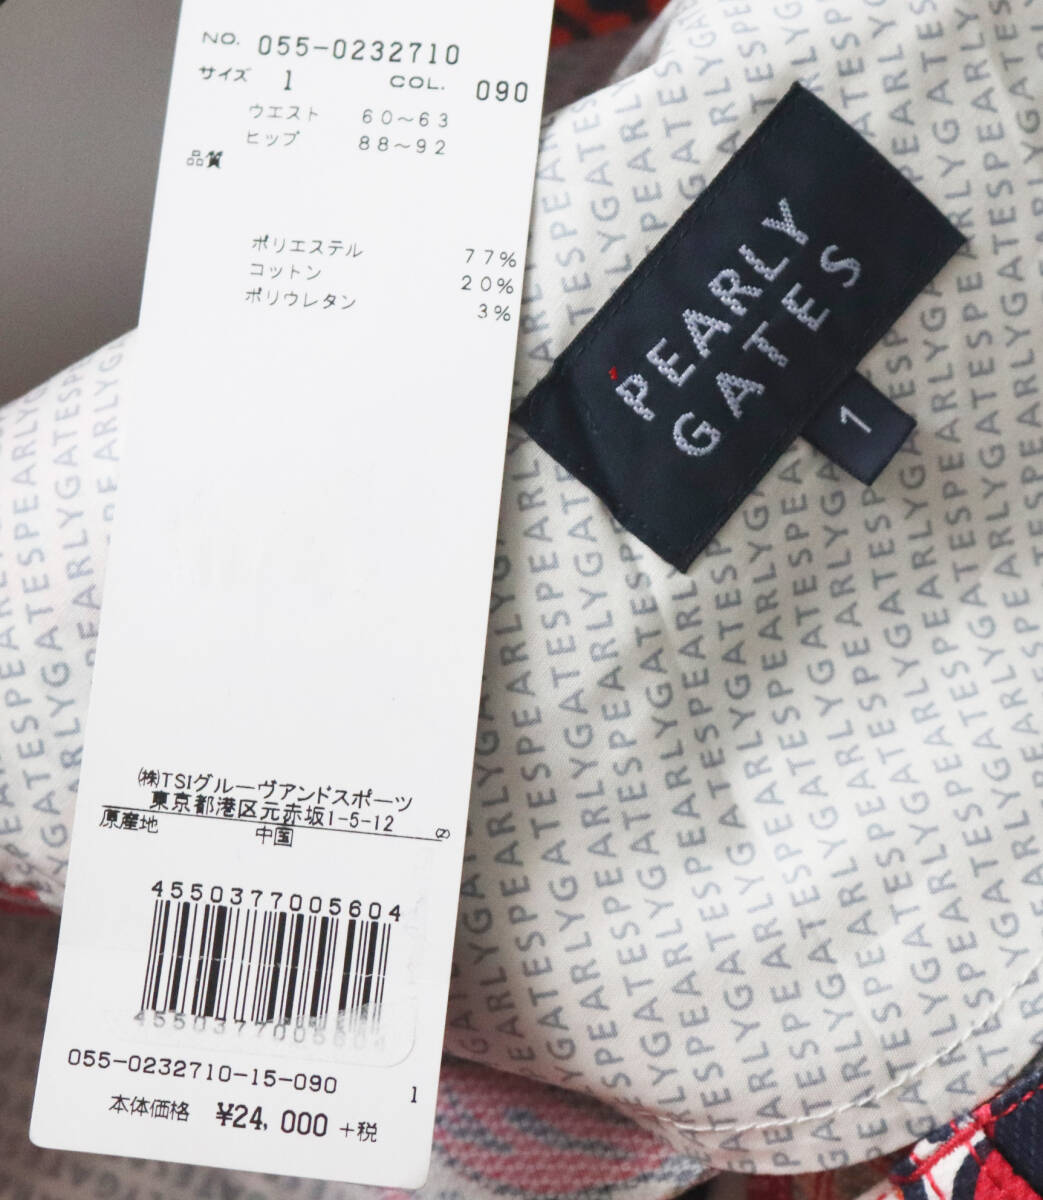 NO. 055-0232710
サイズ 1 COL. 090
ウエスト 60〜63
ヒップ 88〜92
品質
ポリエステル 77%
コットン 20%
ポリウレタン 3%
㈱TSIグルーヴアンドスポーツ
東京都港区元赤坂1-5-12
原産地 中国
4550377005604
4550377005604
055-0232710-15-090 1
本体価格 ¥24,000 +税
PEARLY
GATES
1